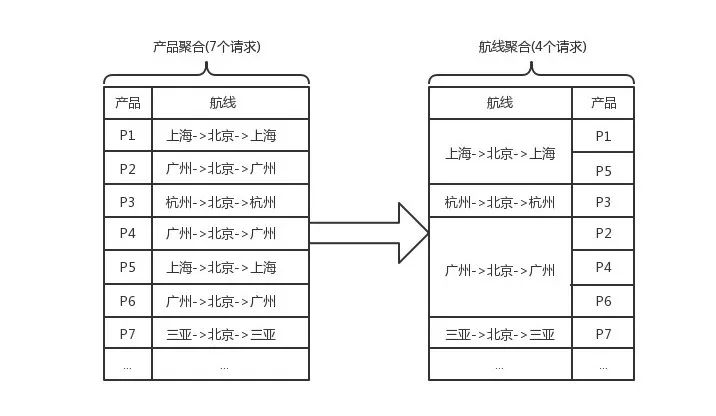 产品聚合(7个请求)
产品 航线
P1 上海->北京->上海
P2 广州->北京->广州
P3 杭州->北京->杭州
P4 广州->北京->广州
P5 上海->北京->上海
P6 广州->北京->广州
P7 三亚->北京->三亚
... ...
航线聚合(4个请求)
航线 产品
上海->北京->上海 P1
P5
杭州->北京->杭州 P3
广州->北京->广州 P2
P4
P6
三亚->北京->三亚 P7
... ...